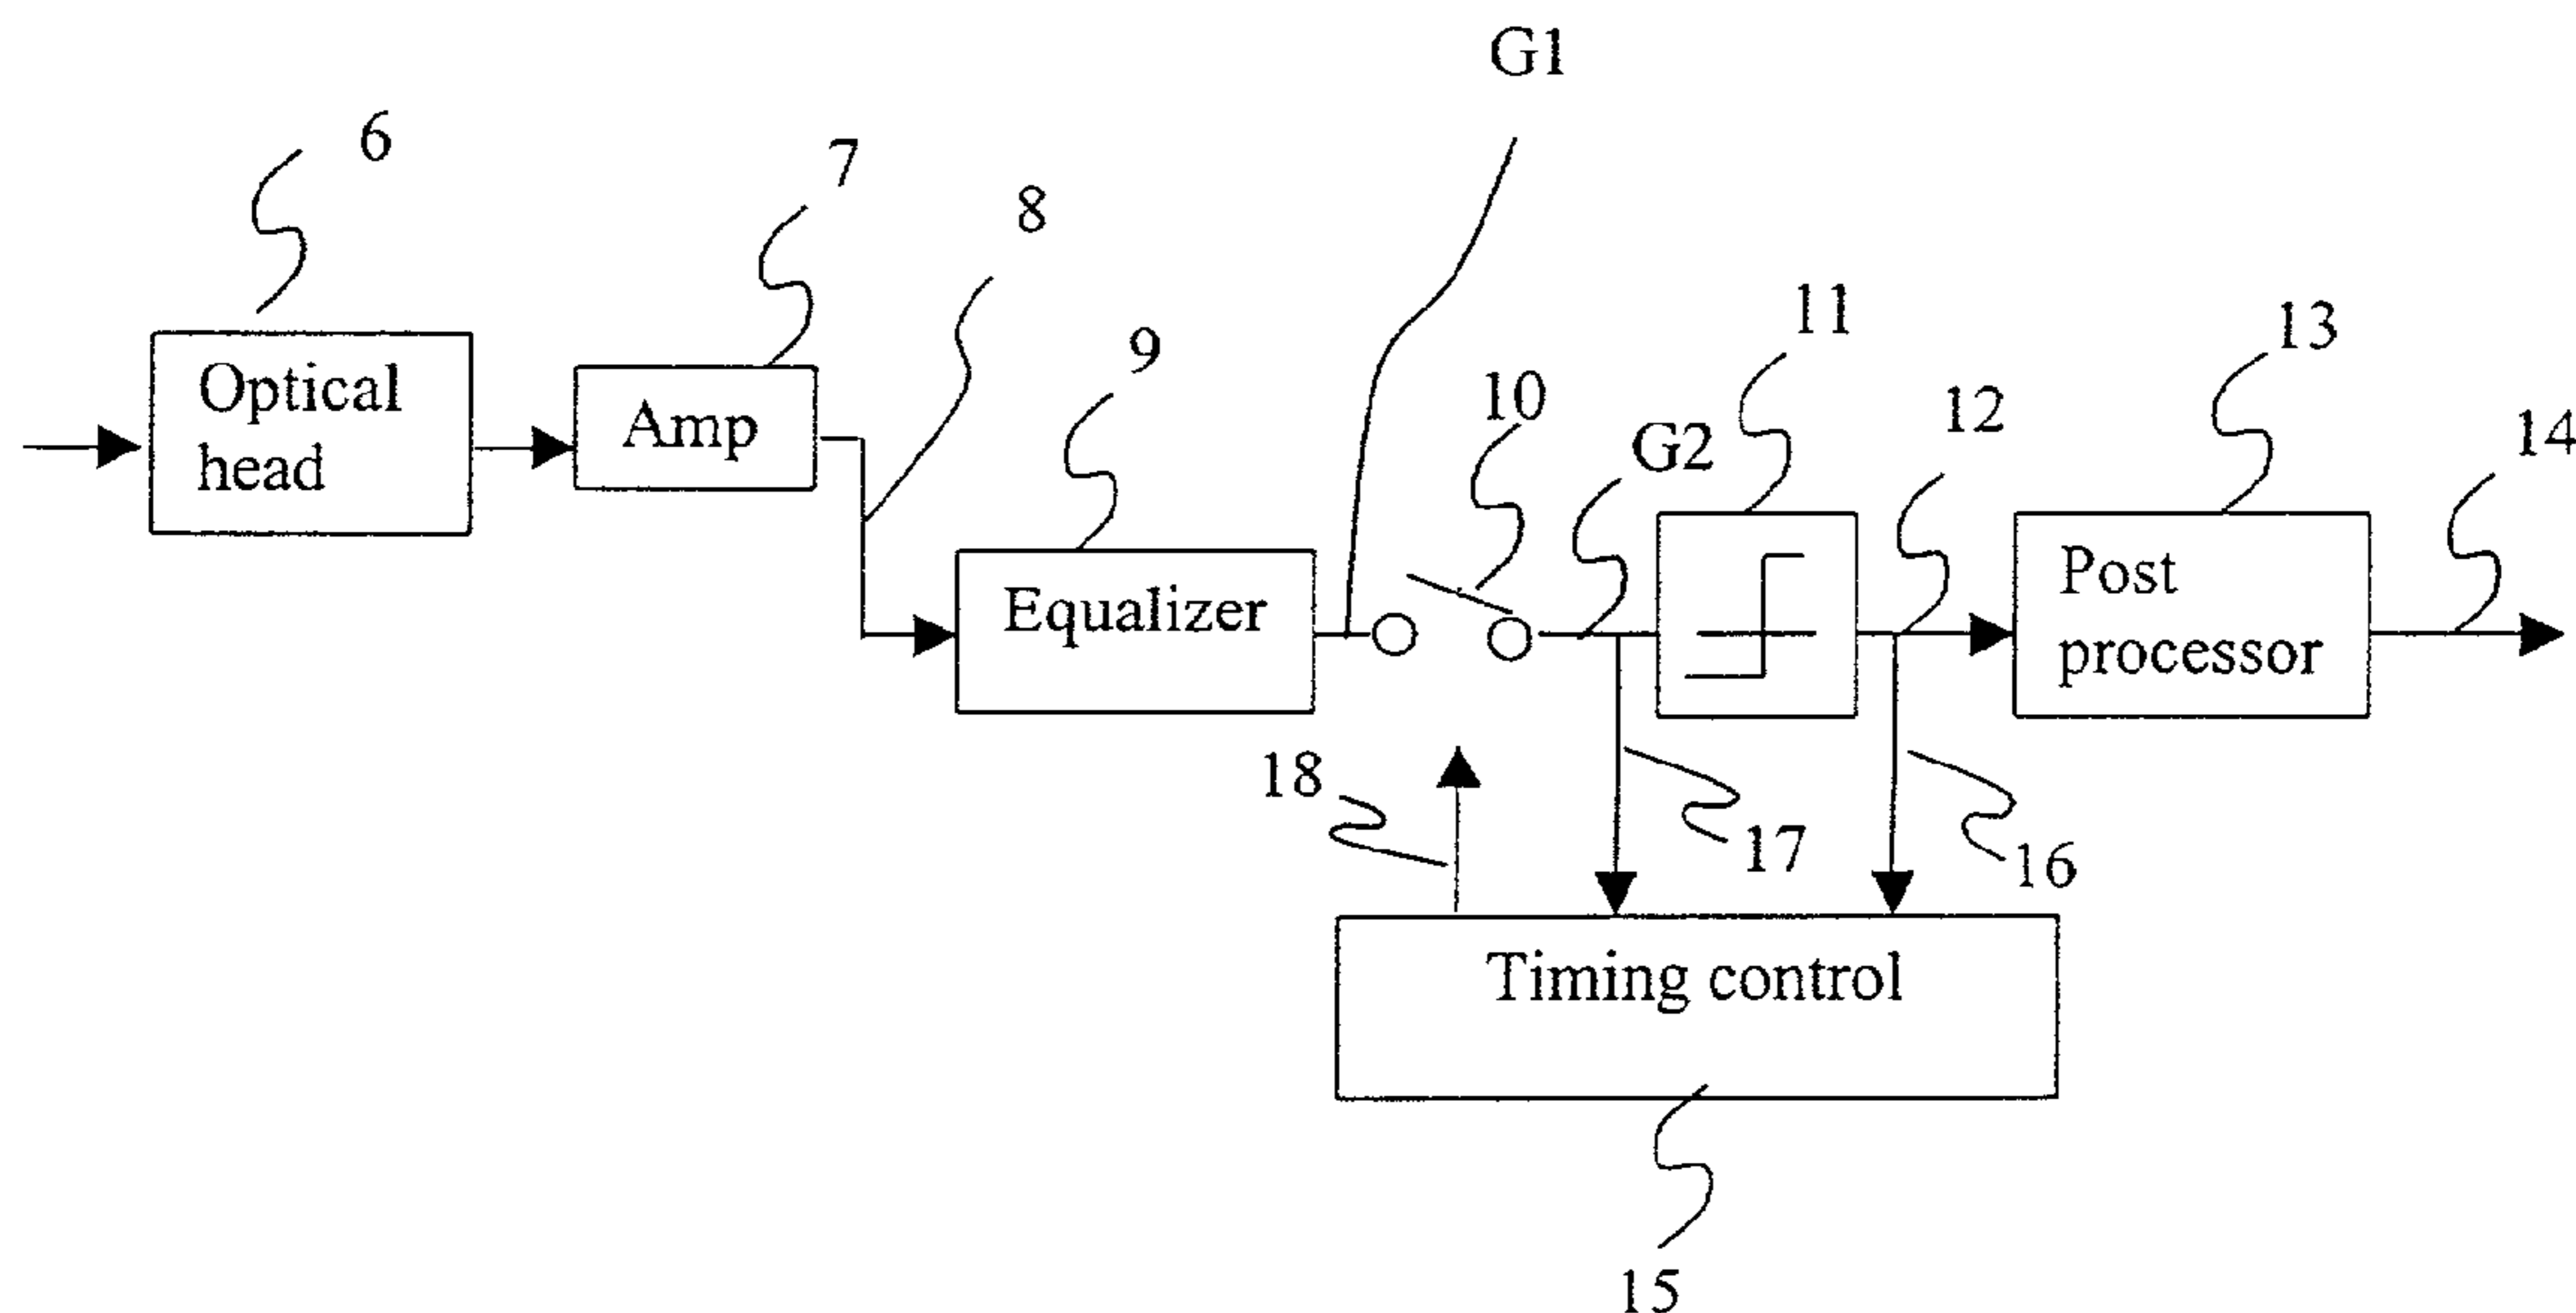 G1
6
7
8
11
13
9
10
12
14
G2
Optical
head
Amp
Equalizer
Post
processor
18
17
16
Timing control
15